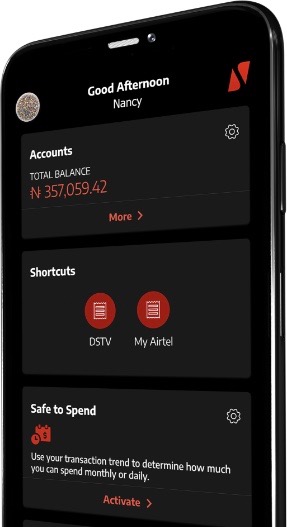 Good Afternoon
Nancy
Accounts
TOTAL BALANCE
₦ 357,059.42
More >
Shortcuts
DSTV
My Airtel
Safe to Spend
Use your transaction trend to determine how much
you can spend monthly or daily.
Activate >